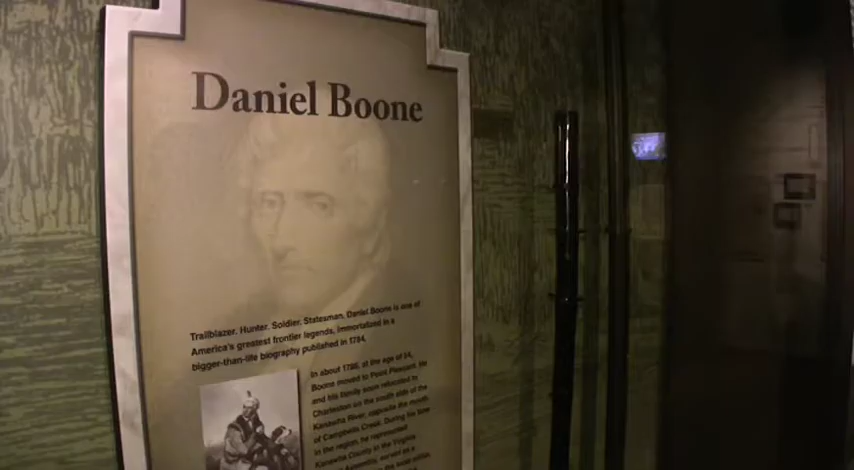 Daniel Boone
Trailblazer. Hunter. Soldier. Statesman. Daniel Boone is one of
America's greatest frontier legends, immortalized in a
bigger-than-life biography published in 1784.
In about 1788, at the age of 54,
Boone moved to Point Pleasant. He
and his family soon relocated to
Charleston on the south side of the
Kanawha River, opposite the mouth
of Campbells Creek. During his time
in the region, he represented
Kanawha County in the Virginia
Assembly, served as a